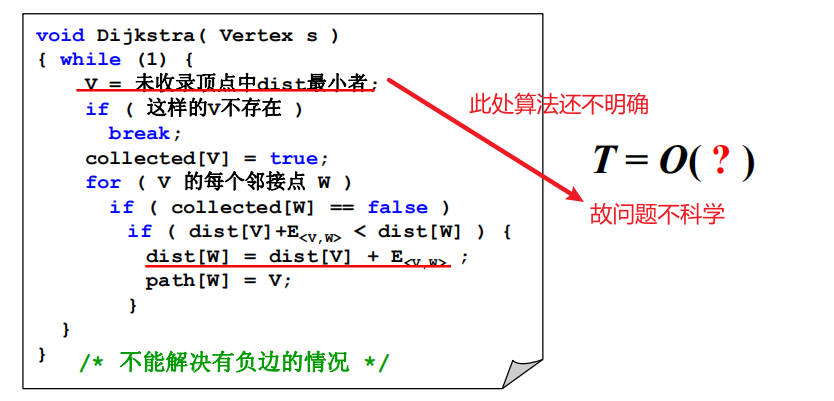 void Dijkstra( Vertex s )
{ while (1) {
V = 未收录顶点中dist最小者;
if ( 这样的V不存在 )
break;
collected[V] = true;
for ( V 的每个邻接点 W )
if ( collected[W] == false )
if ( dist[V]+E<V,W> < dist[W] ) {
dist[W] = dist[V] + E<V,W> ;
path[W] = V;
}
}
}
/* 不能解决有负边的情况 */
此处算法还不明确
T = O( ? )
故问题不科学